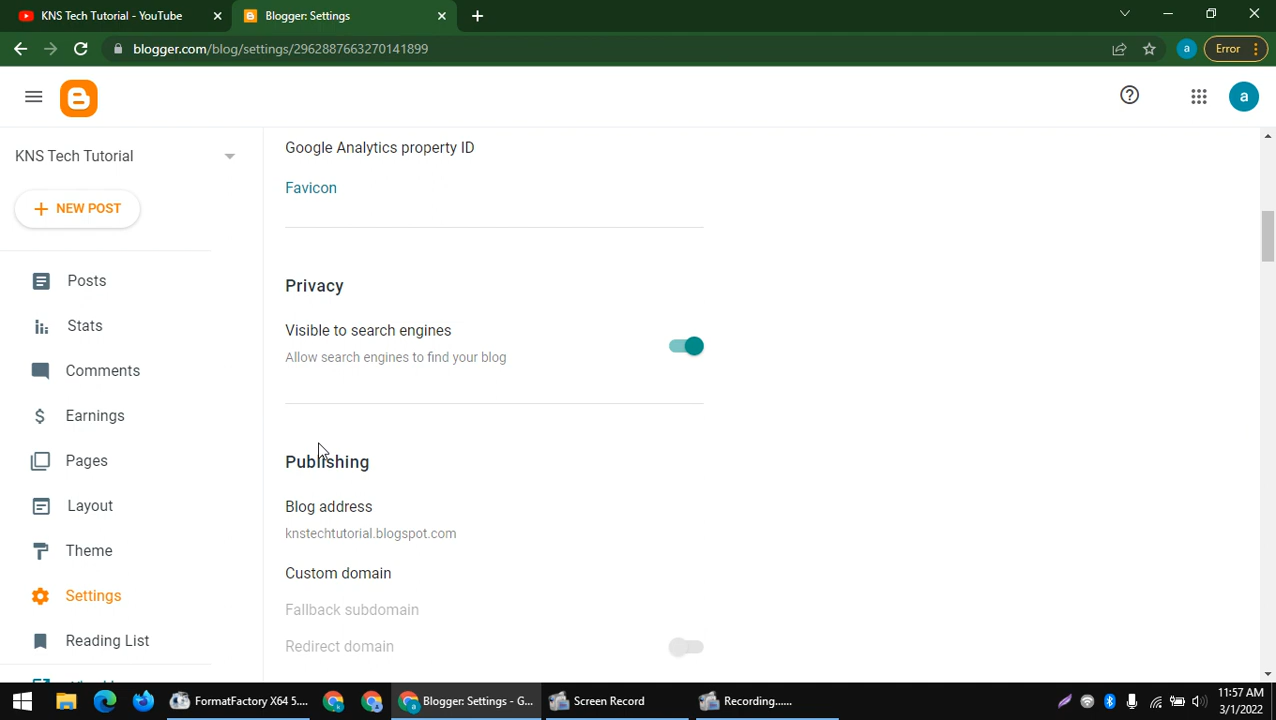 KNS Tech Tutorial - YouTube
Blogger: Settings
blogger.com/blog/settings/2962887663270141899
a
Error
a
KNS Tech Tutorial
NEW POST
Posts
Stats
Comments
Earnings
Pages
Layout
Theme
Settings
Reading List
Google Analytics property ID
Favicon
Privacy
Visible to search engines
Allow search engines to find your blog
Publishing
Blog address
knstechtutorial.blogspot.com
Custom domain
Fallback subdomain
Redirect domain
FormatFactory X64 5....
Blogger: Settings - G...
Screen Record
Recording......
11:57 AM
3/1/2022